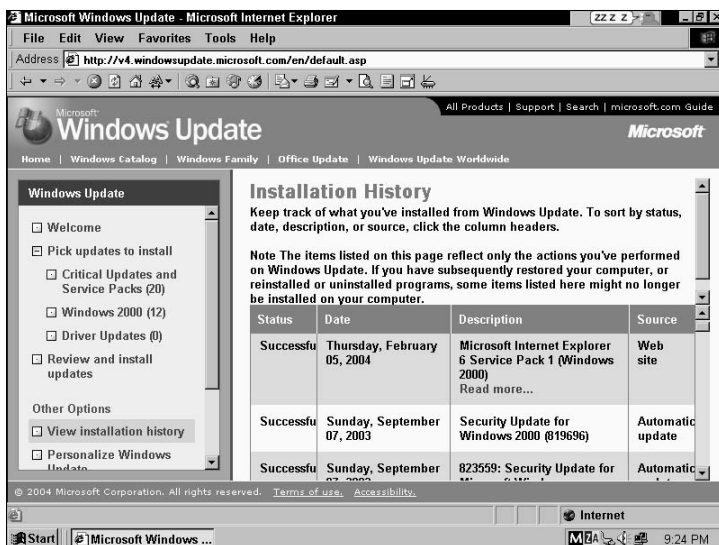 Microsoft Windows Update - Microsoft Internet Explorer
ZZ Z Z
File Edit View Favorites Tools Help
Address http://v4.windowsupdate.microsoft.com/en/default.asp
All Products | Support | Search | microsoft.com Guide
Microsoft
Windows Update
Microsoft
Home | Windows Catalog | Windows Family | Office Update | Windows Update Worldwide
Windows Update
Welcome
Pick updates to install
Critical Updates and
Service Packs (20)
Windows 2000 (12)
Driver Updates (0)
Review and install
updates
Other Options
View installation history
Personalize Windows
Update
Installation History
Keep track of what you've installed from Windows Update. To sort by status,
date, description, or source, click the column headers.
Note The items listed on this page reflect only the actions you've performed
on Windows Update. If you have subsequently restored your computer, or
reinstalled or uninstalled programs, some items listed here might no longer
be installed on your computer.
Status Date Description Source
Successfu Thursday, February
05, 2004 Microsoft Internet Explorer
6 Service Pack 1 (Windows
2000)
Read more... Web
site
Successfu Sunday, September
07, 2003 Security Update for
Windows 2000 (819696) Automatic
update
Successfu Sunday, September
07, 2003 823559: Security Update for
Automatic
© 2004 Microsoft Corporation. All rights reserved. Terms of use. Accessibility.
Internet
Start Microsoft Windows ... 9:24 PM